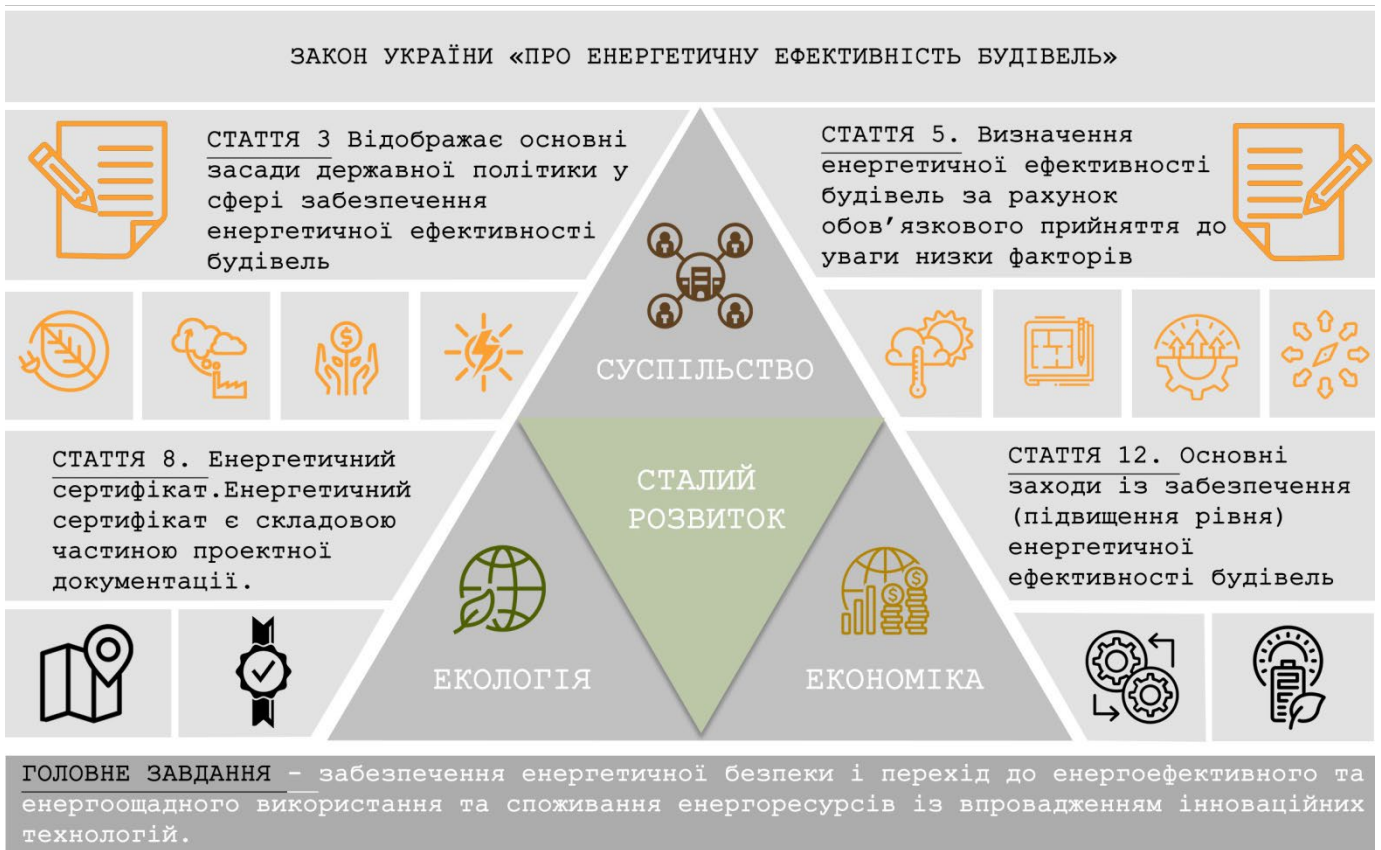 ЗАКОН УКРАЇНИ «ПРО ЕНЕРГЕТИЧНУ ЕФЕКТИВНІСТЬ БУДІВЕЛЬ»
СТАТТЯ 3 Відображає основні
засади державної політики у
сфері забезпечення
енергетичної ефективності
будівель
СТАТТЯ 5. Визначення
енергетичної ефективності
будівель за рахунок
обов’язкового прийняття до
уваги низки факторів
СУСПІЛЬСТВО
СТАТТЯ 8. Енергетичний
сертифікат.Енергетичний
сертифікат є складовою
частиною проектної
документації.
СТАЛИЙ
РОЗВИТОК
СТАТТЯ 12. Основні
заходи із забезпечення
(підвищення рівня)
енергетичної
ефективності будівель
ЕКОЛОГІЯ
ЕКОНОМІКА
ГОЛОВНЕ ЗАВДАННЯ – забезпечення енергетичної безпеки і перехід до енергоефективного та
енергоощадного використання та споживання енергоресурсів із впровадженням інноваційних
технологій.